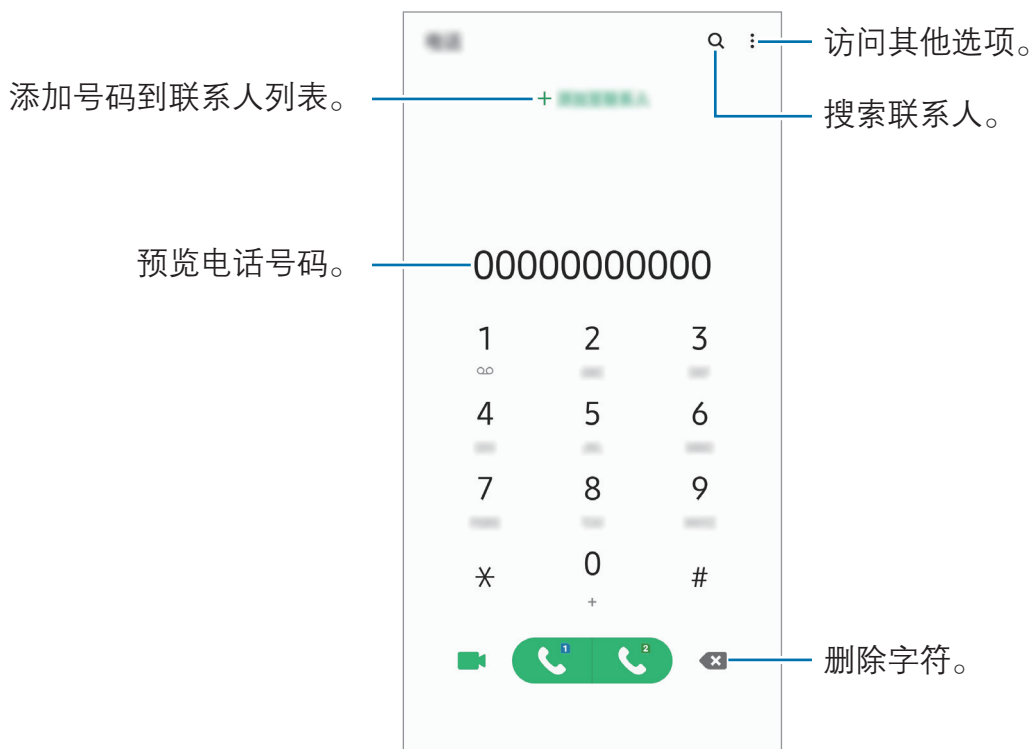 访问其他选项。
添加号码到联系人列表。
+
搜索联系人。
预览电话号码。
00000000000
1 2 3
4 5 6
7 8 9
* 0 #
+
1 2
删除字符。